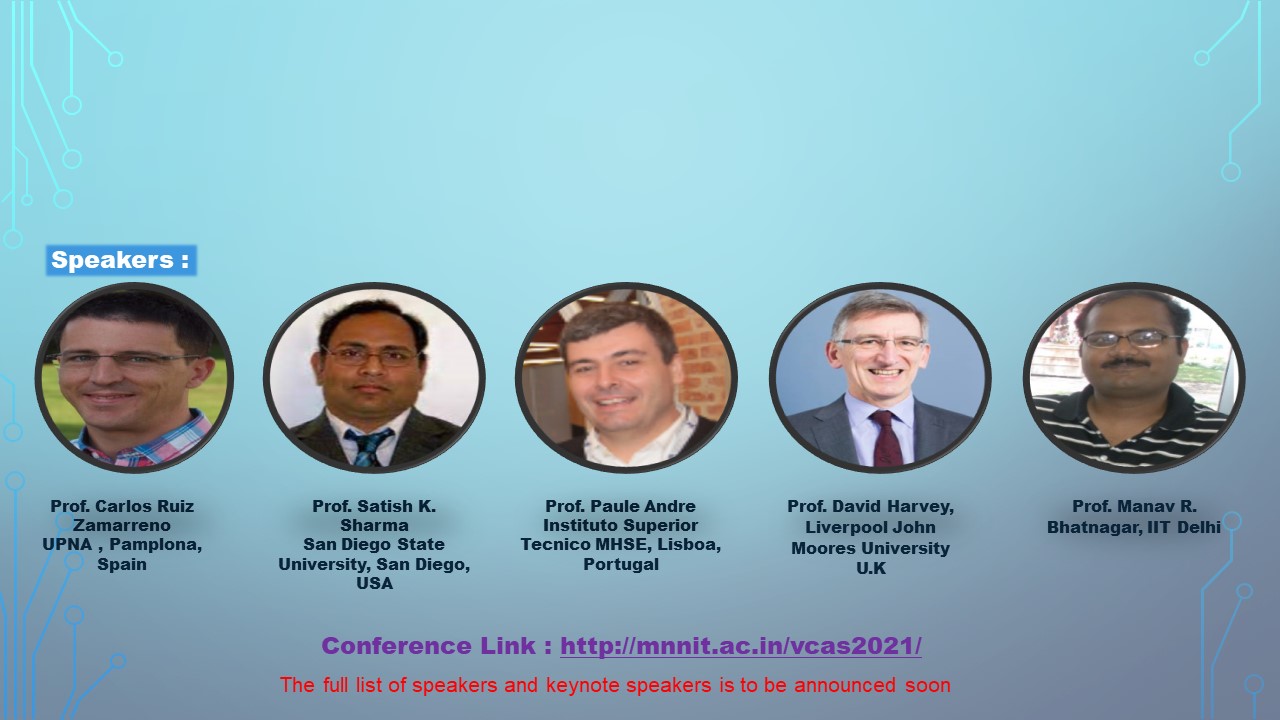 Speakers :
Prof. Carlos Ruiz
Zamarreno
UPNA , Pamplona,
Spain
Prof. Satish K.
Sharma
San Diego State
University, San Diego,
USA
Prof. Paule Andre
Instituto Superior
Tecnico MHSE, Lisboa,
Portugal
Prof. David Harvey,
Liverpool John
Moores University
U.K
Prof. Manav R.
Bhatnagar, IIT Delhi
Conference Link : http://mnnit.ac.in/vcas2021/
The full list of speakers and keynote speakers is to be announced soon